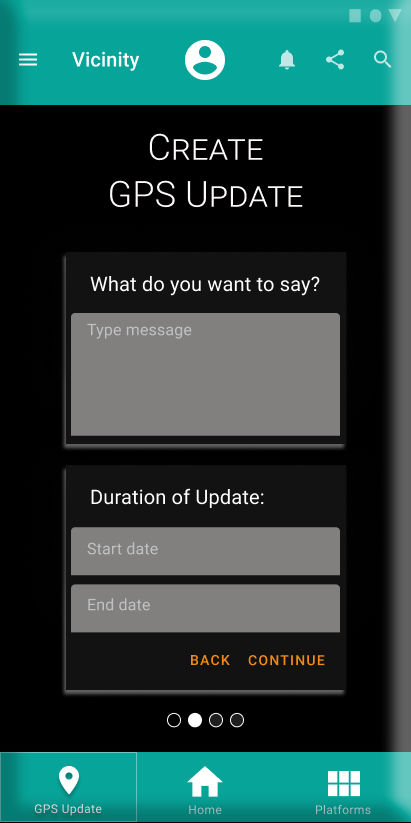 Vicinity
CREATE
GPS UPDATE
What do you want to say?
Type message
Duration of Update:
Start date
End date
BACK CONTINUE
GPS Update Home Platforms